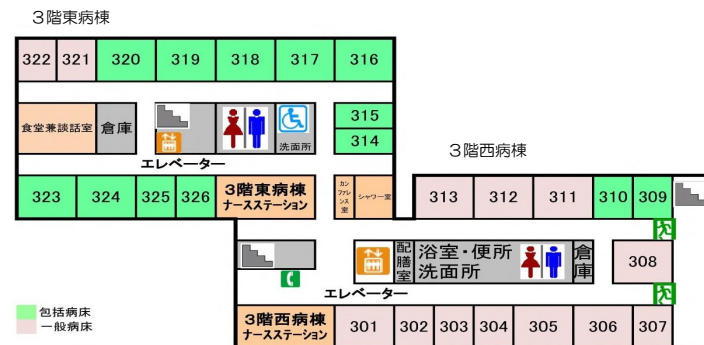 3階東病棟
322 321 320 319 318 317 316
食堂兼談話室 倉庫 洗面所 315
314
エレベーター
3階西病棟
323 324 325 326 3階東病棟
ナースステーション
カン
ファレ
ンス
室
シャワー室
313 312 311 310 309
配
膳
室
浴室・便所
洗面所
倉
庫
308
エレベーター
包括病床
一般病床
3階西病棟
ナースステーション
301 302 303 304 305 306 307